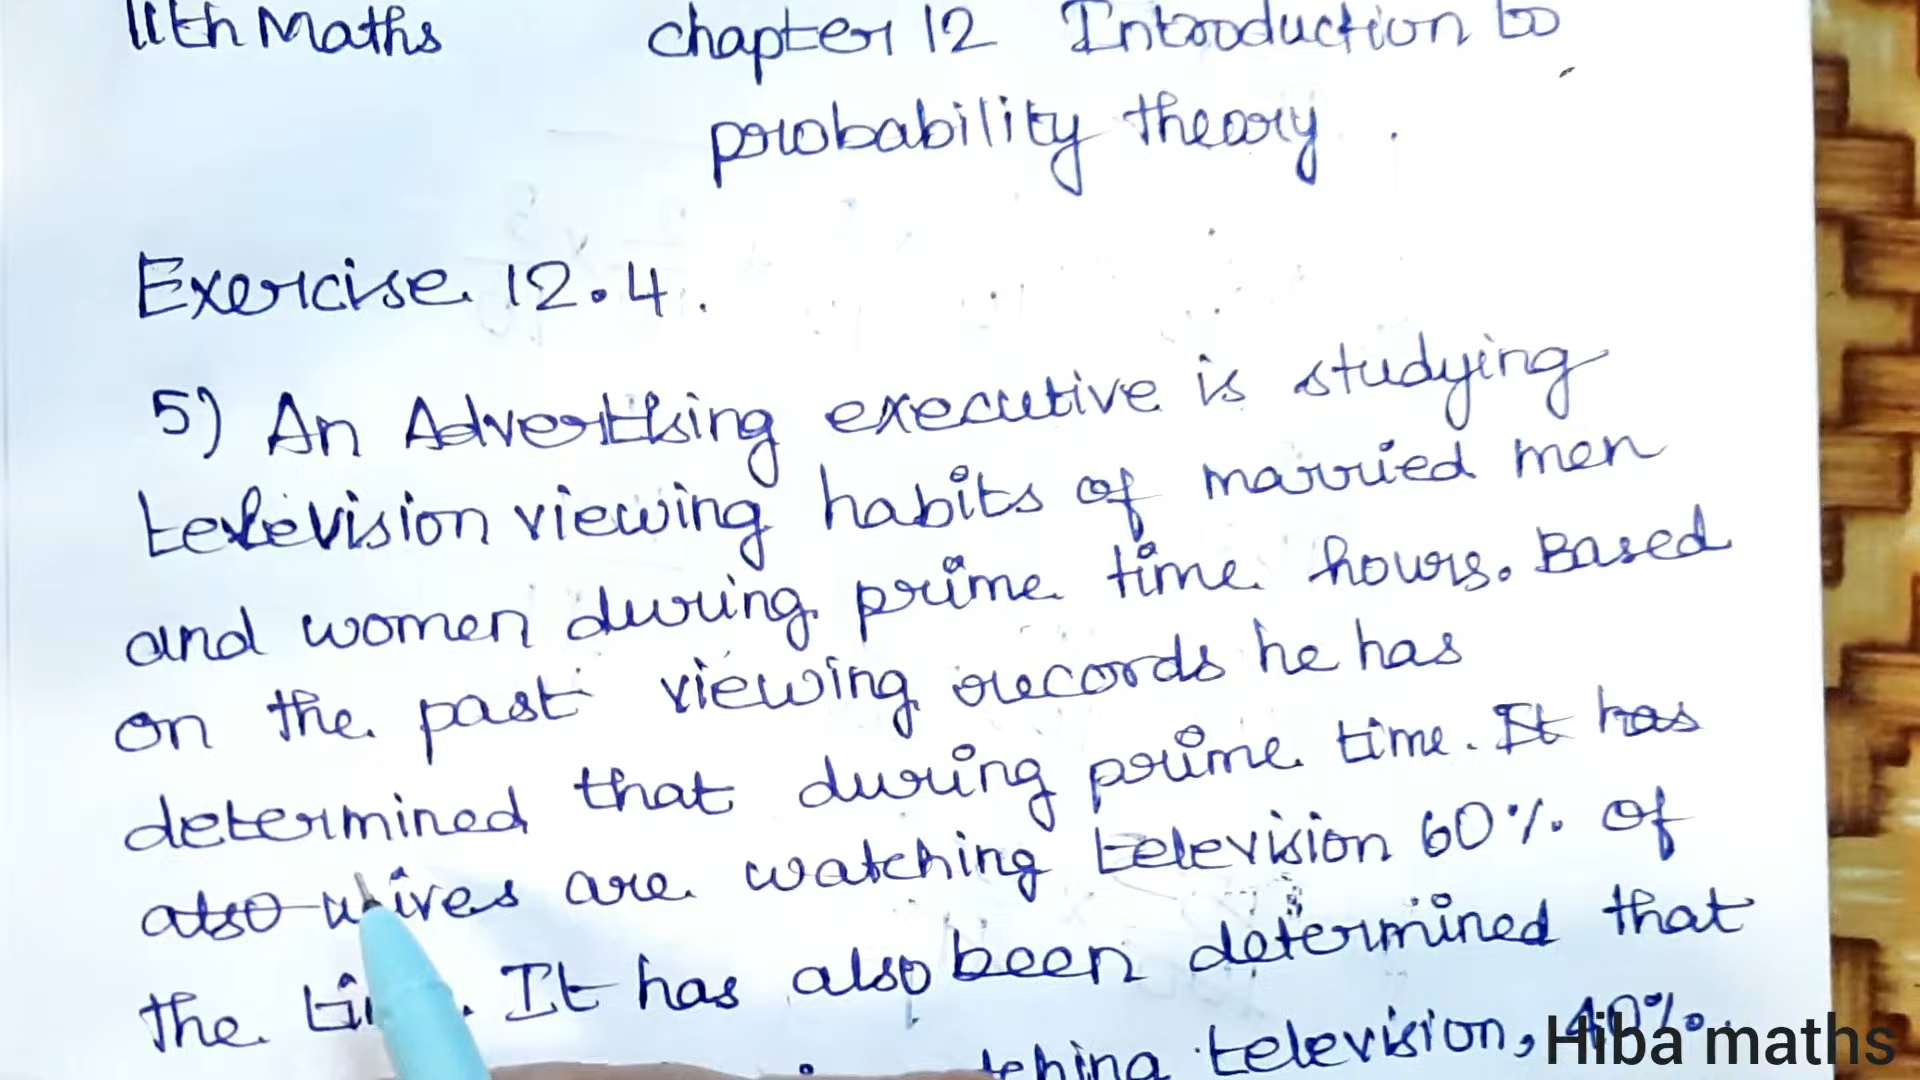 11th Maths chapter 12 Introduction to
probability theory.
Exercise 12.4.
5) An Advertising executive is studying
television viewing habits of married men
and women during prime time hours. Based
on the past viewing records he has
determined that during prime time. It has
also wives are watching television 60% of
the. It has also been determined that
television, 40%.
Hiba maths